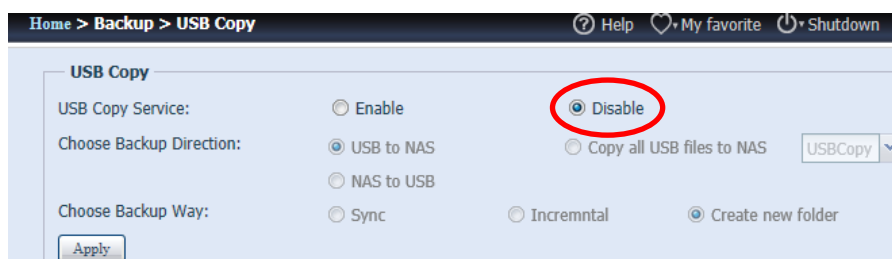 Home > Backup > USB Copy ? Help My favorite Shutdown
USB Copy
USB Copy Service: Enable Disable
Choose Backup Direction: USB to NAS Copy all USB files to NAS USBCopy
NAS to USB
Choose Backup Way: Sync Incremntal Create new folder
Apply